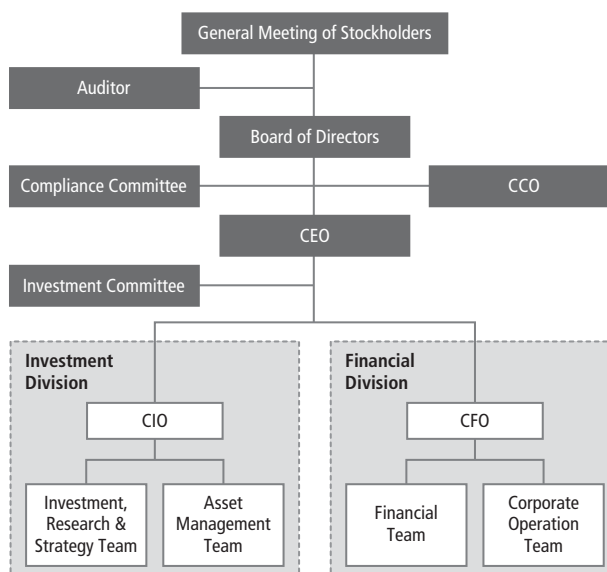 General Meeting of Stockholders
Auditor
Board of Directors
Compliance Committee
CCO
CEO
Investment Committee
Investment
Division
CIO
Investment,
Research &
Strategy Team
Asset
Management
Team
Financial
Division
CFO
Financial
Team
Corporate
Operation
Team